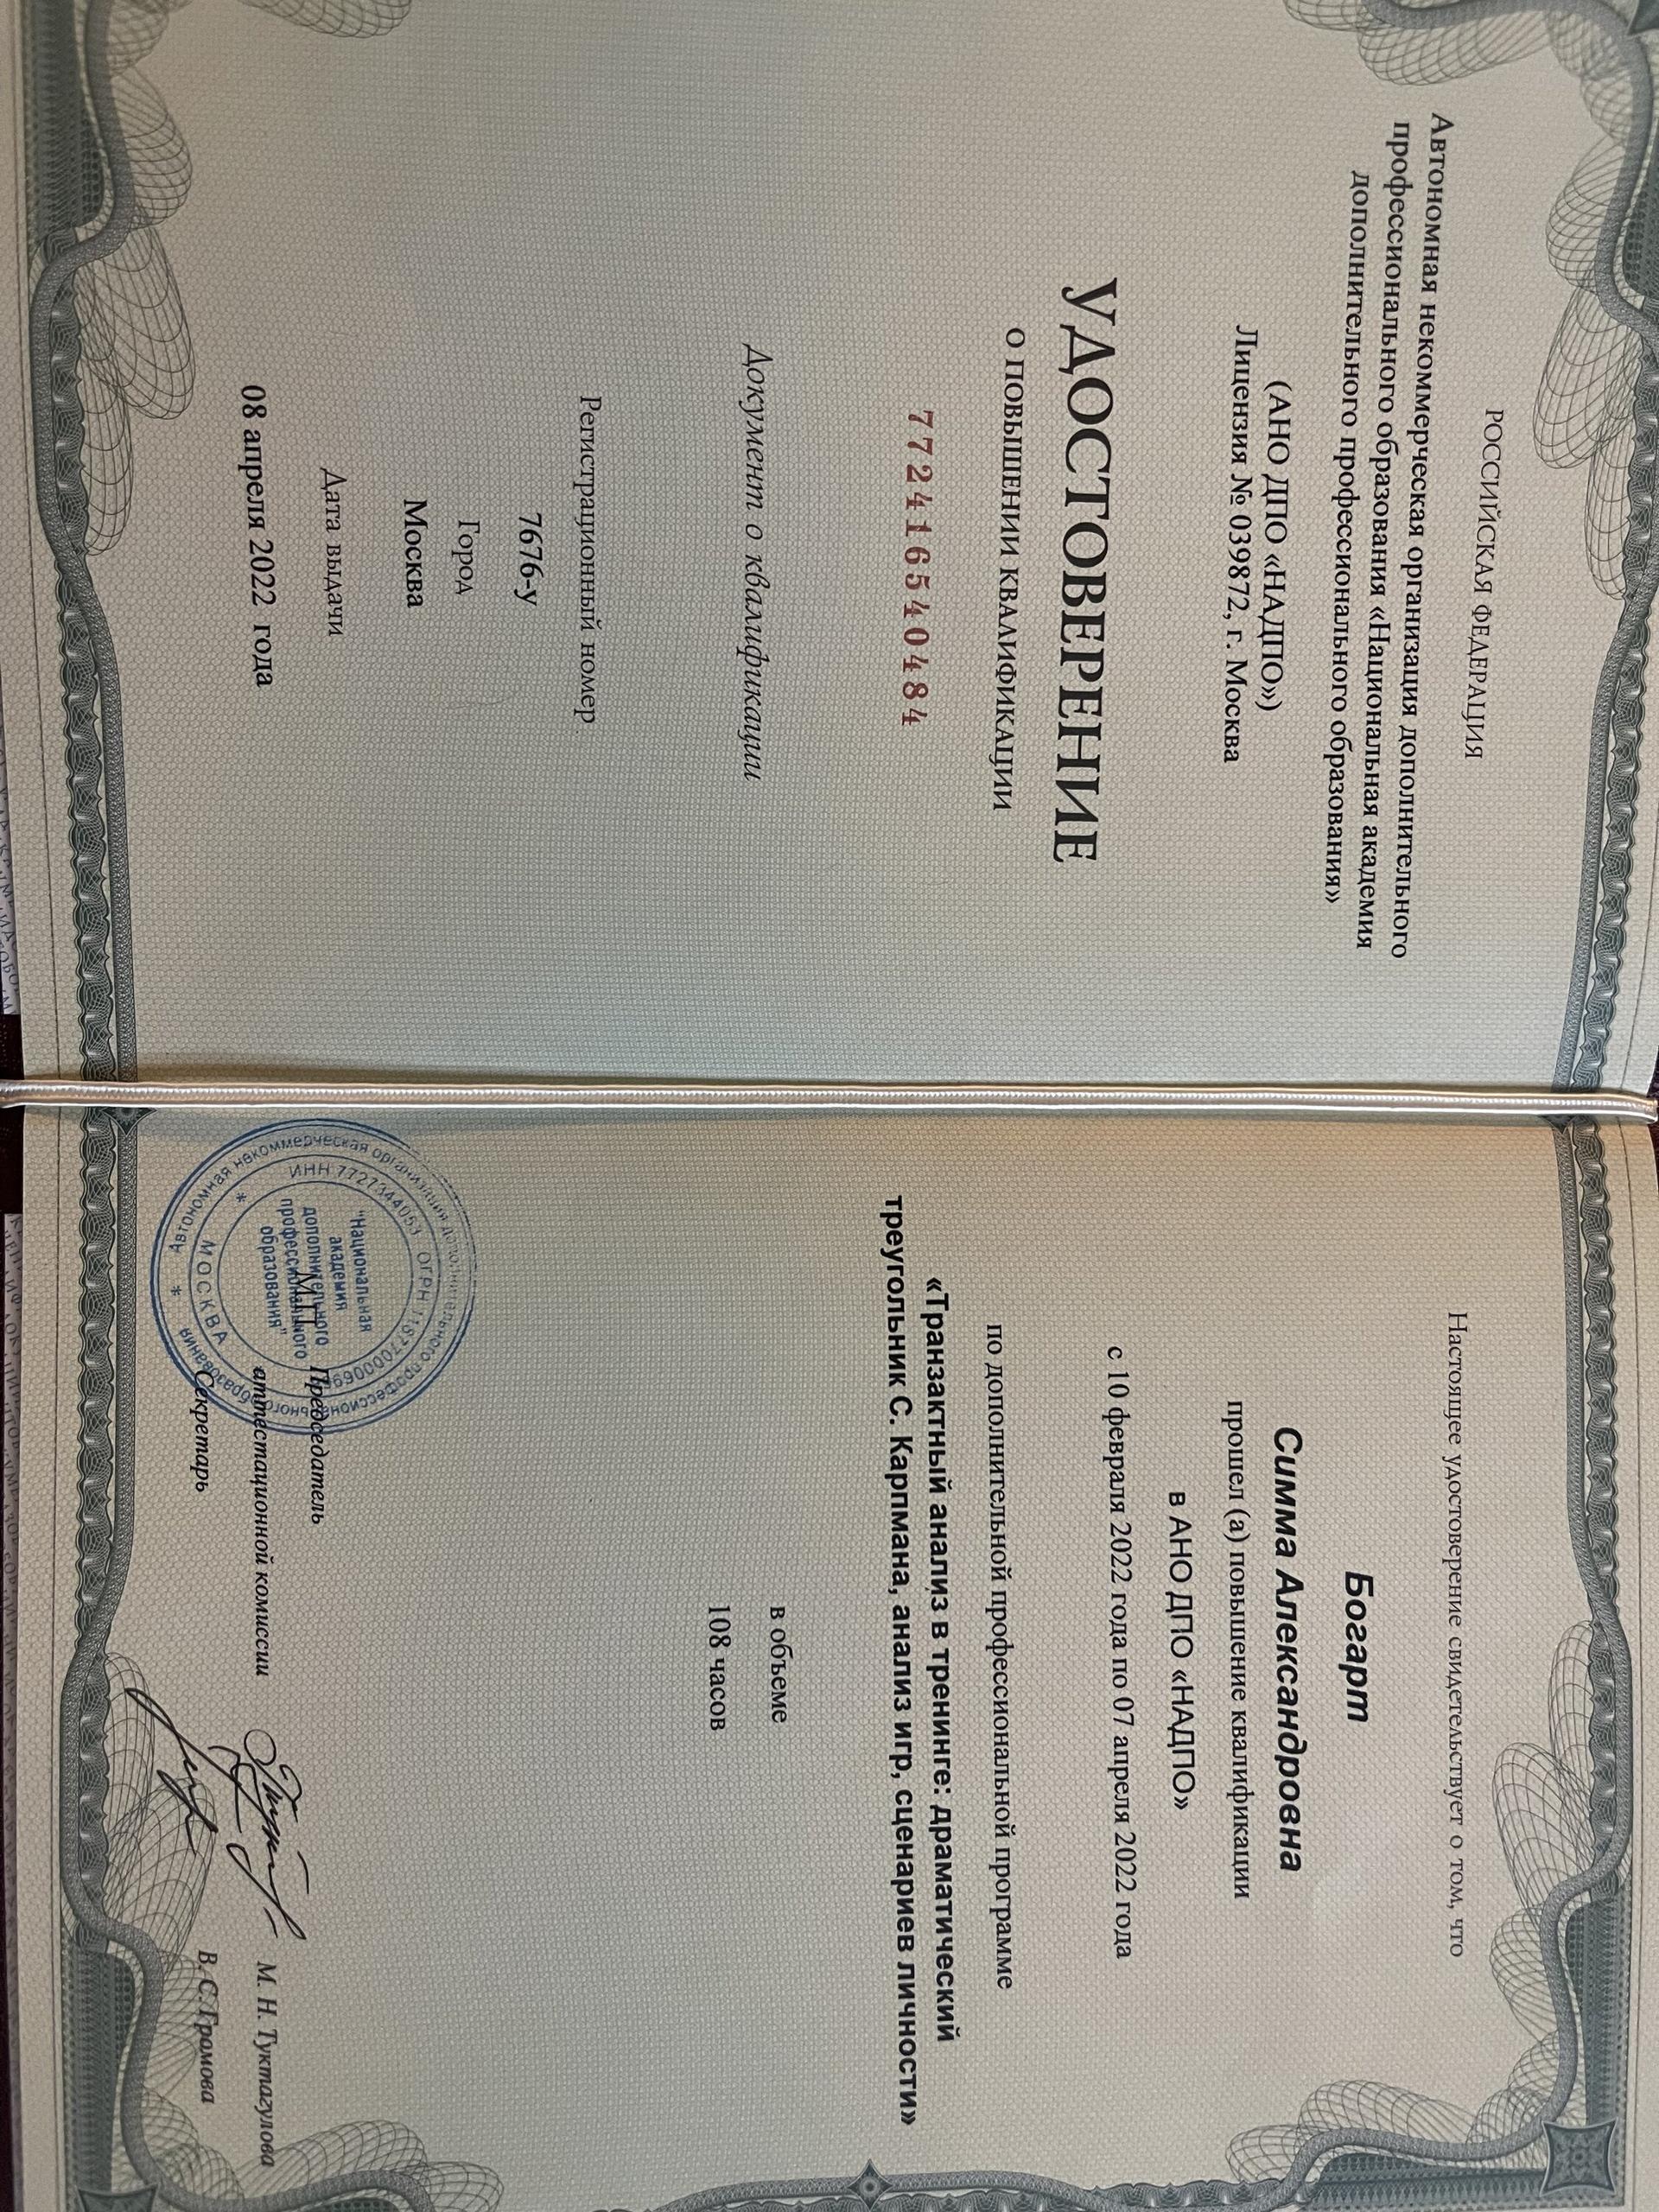 РОССИЙСКАЯ ФЕДЕРАЦИЯ
Автономная некоммерческая организация дополнительного
профессионального образования «Национальная академия
дополнительного профессионального образования»
(АНО ДПО «НАДПО»)
Лицензия № 039872, г. Москва
УДОСТОВЕРЕНИЕ
О ПОВЫШЕНИИ КВАЛИФИКАЦИИ
772416540484
Документ о квалификации
Регистрационный номер
7676-у
Город
Москва
Дата выдачи
08 апреля 2022 года
Настоящее удостоверение свидетельствует о том, что
Богарт
Симма Александровна
прошел (а) повышение квалификации
в АНО ДПО «НАДПО»
с 10 февраля 2022 года по 07 апреля 2022 года
по дополнительной профессиональной программе
«Транзактный анализ в тренинге: драматический
треугольник С. Карпмана, анализ игр, сценариев личности»
в объеме
108 часов
Председатель
аттестационной комиссии
М. Н. Туктагулова
Секретарь
В. С. Громова
МП
Автономная некоммерческая организация дополнительного профессионального образования
ИНН 7727344053 ОГРН
МОСКВА
"Национальная
академия
дополнительного
профессионального
образования"